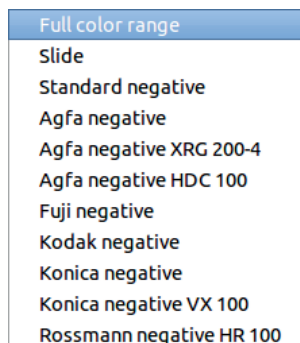 Full color range
Slide
Standard negative
Agfa negative
Agfa negative XRG 200-4
Agfa negative HDC 100
Fuji negative
Kodak negative
Konica negative
Konica negative VX 100
Rossmann negative HR 100